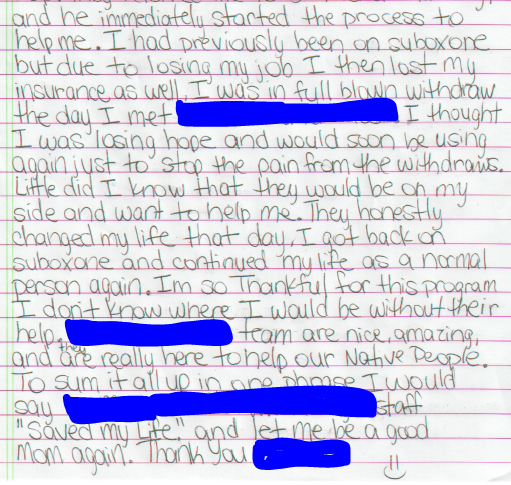 and he immediately started the process to
help me. I had previously been on suboxone
but due to losing my job I then lost my
insurance as well. I was in full blown withdraw
the day I met I thought
I was losing hope and would soon be using
again just to stop the pain from the withdraws.
Little did I know that they would be on my
side and want to help me. They honestly
changed my life that day. I got back on
suboxone and continued my life as a normal
person again. Im so Thankful for this program
I don't know where I would be without their
help. team are nice, amazing,
and they are really here to help our Native People.
To sum it all up in one phrase I would
say staff
"Saved my Life." and let me be a good
Mom again. Thank you